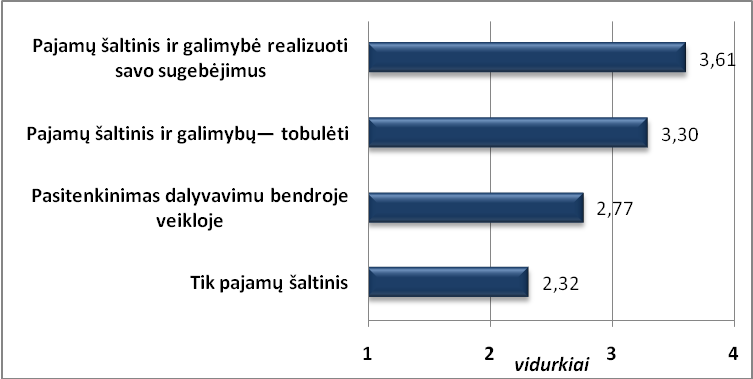 Pajamų šaltinis ir galimybė realizuoti
savo sugebėjimus
3,61
Pajamų šaltinis ir galimybų— tobulėti
3,30
Pasitenkinimas dalyvavimu bendroje
veikloje
2,77
Tik pajamų šaltinis
2,32
1 2 3 4
vidurkiai